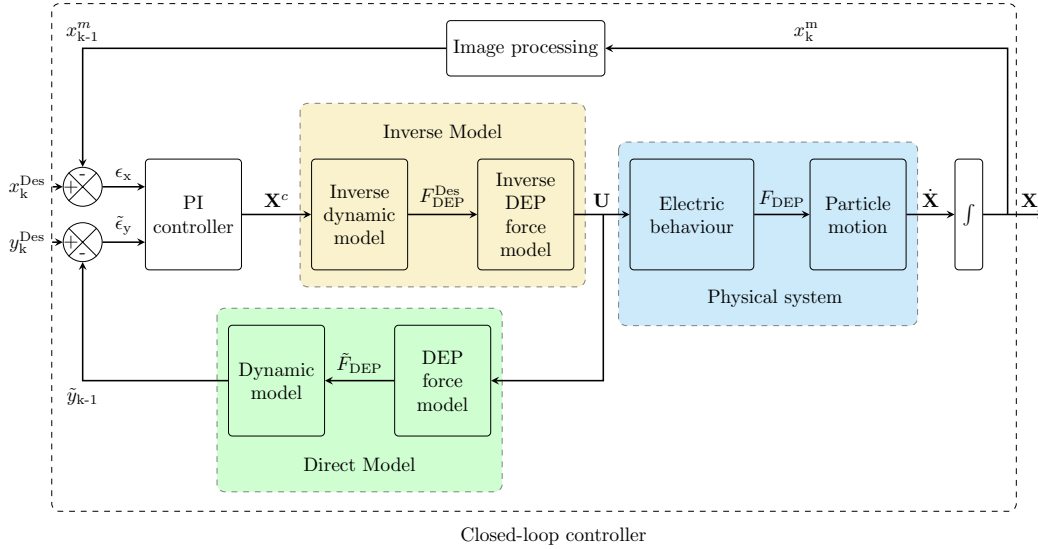 x^m_{k-1}
Image processing
x^m_k
Inverse Model
x^Des_k
+
-
ϵ_x
y^Des_k
+
-
ϵ̃_y
PI
controller
X^c
Inverse
dynamic
model
F^Des_DEP
Inverse
DEP
force
model
U
Electric
behaviour
F_DEP
Particle
motion
Ẋ
∫
X
Physical system
ỹ_{k-1}
Dynamic
model
F̃_DEP
DEP
force
model
Direct Model
Closed-loop controller